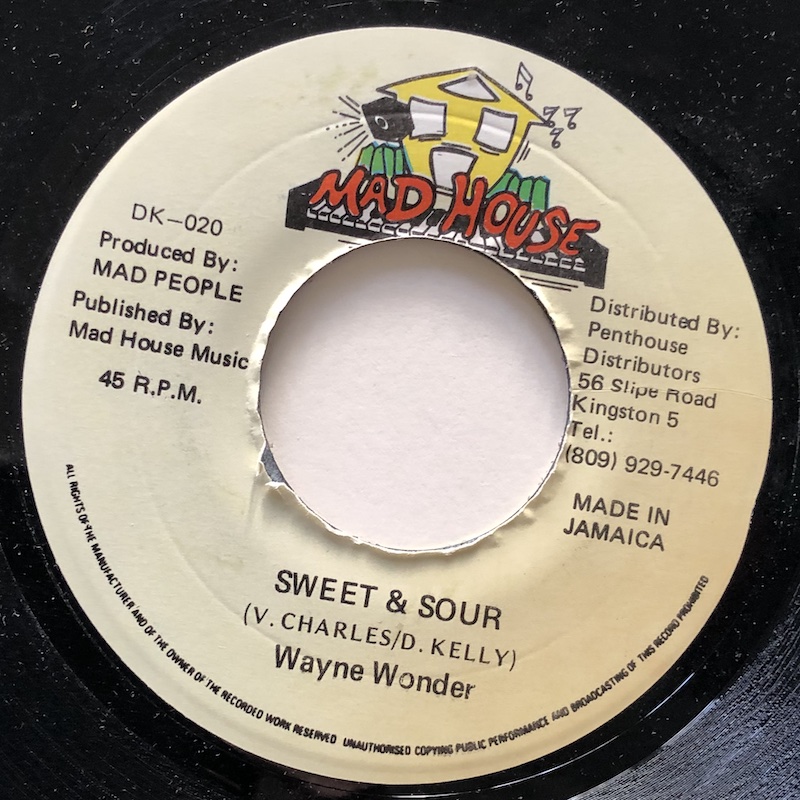 MAD HOUSE
DK-020
Produced By:
MAD PEOPLE
Published By:
Mad House Music
45 R.P.M.
Distributed By:
Penthouse
Distributors
56 Slipe Road
Kingston 5
Tel.:
(809) 929-7446
MADE IN
JAMAICA
SWEET & SOUR
(V. CHARLES/D. KELLY)
Wayne Wonder
ALL RIGHTS OF THE MANUFACTURER AND OF THE OWNER OF THE RECORDED WORK RESERVED UNAUTHORISED COPYING PUBLIC PERFORMANCE AND BROADCASTING OF THIS RECORD PROHIBITED